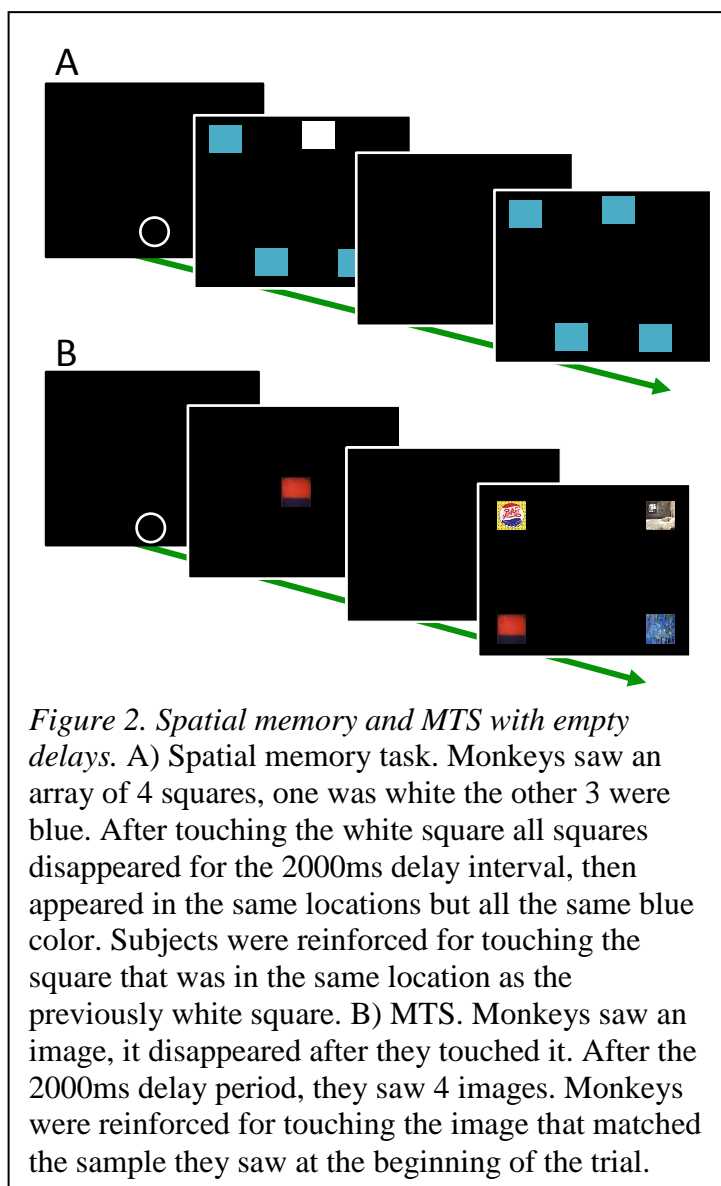 A
B
Figure 2. Spatial memory and MTS with empty
delays. A) Spatial memory task. Monkeys saw an
array of 4 squares, one was white the other 3 were
blue. After touching the white square all squares
disappeared for the 2000ms delay interval, then
appeared in the same locations but all the same blue
color. Subjects were reinforced for touching the
square that was in the same location as the
previously white square. B) MTS. Monkeys saw an
image, it disappeared after they touched it. After the
2000ms delay period, they saw 4 images. Monkeys
were reinforced for touching the image that matched
the sample they saw at the beginning of the trial.